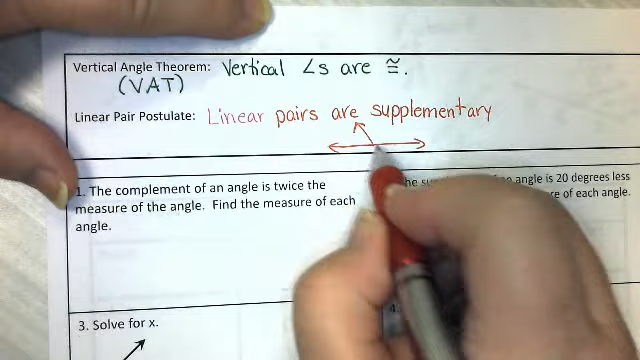 Vertical Angle Theorem: Vertical ∠s are ≅.
(VAT)
Linear Pair Postulate: Linear pairs are supplementary
1. The complement of an angle is twice the
measure of the angle. Find the measure of each
angle.
angle is 20 degrees less
of each angle.
3. Solve for x.
4.